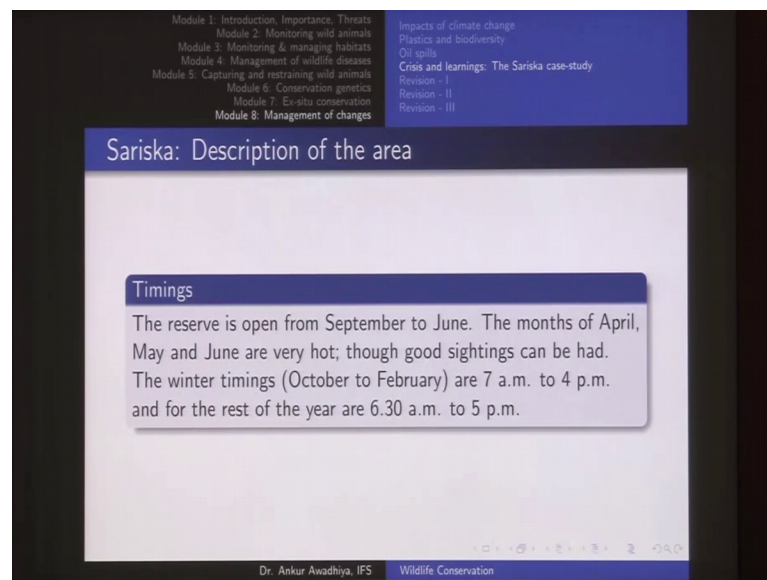 Module 1: Introduction, Importance, Threats
Module 2: Monitoring wild animals
Module 3: Monitoring & managing habitats
Module 4: Management of wildlife diseases
Module 5: Capturing and restraining wild animals
Module 6: Conservation genetics
Module 7: Ex-situ conservation
Module 8: Management of changes
Impacts of climate change
Plastics and biodiversity
Oil spills
Crisis and learnings: The Sariska case-study
Revision - I
Revision - II
Revision - III
Sariska: Description of the area
Timings
The reserve is open from September to June. The months of April,
May and June are very hot; though good sightings can be had.
The winter timings (October to February) are 7 a.m. to 4 p.m.
and for the rest of the year are 6.30 a.m. to 5 p.m.
Dr. Ankur Awadhiya, IFS
Wildlife Conservation